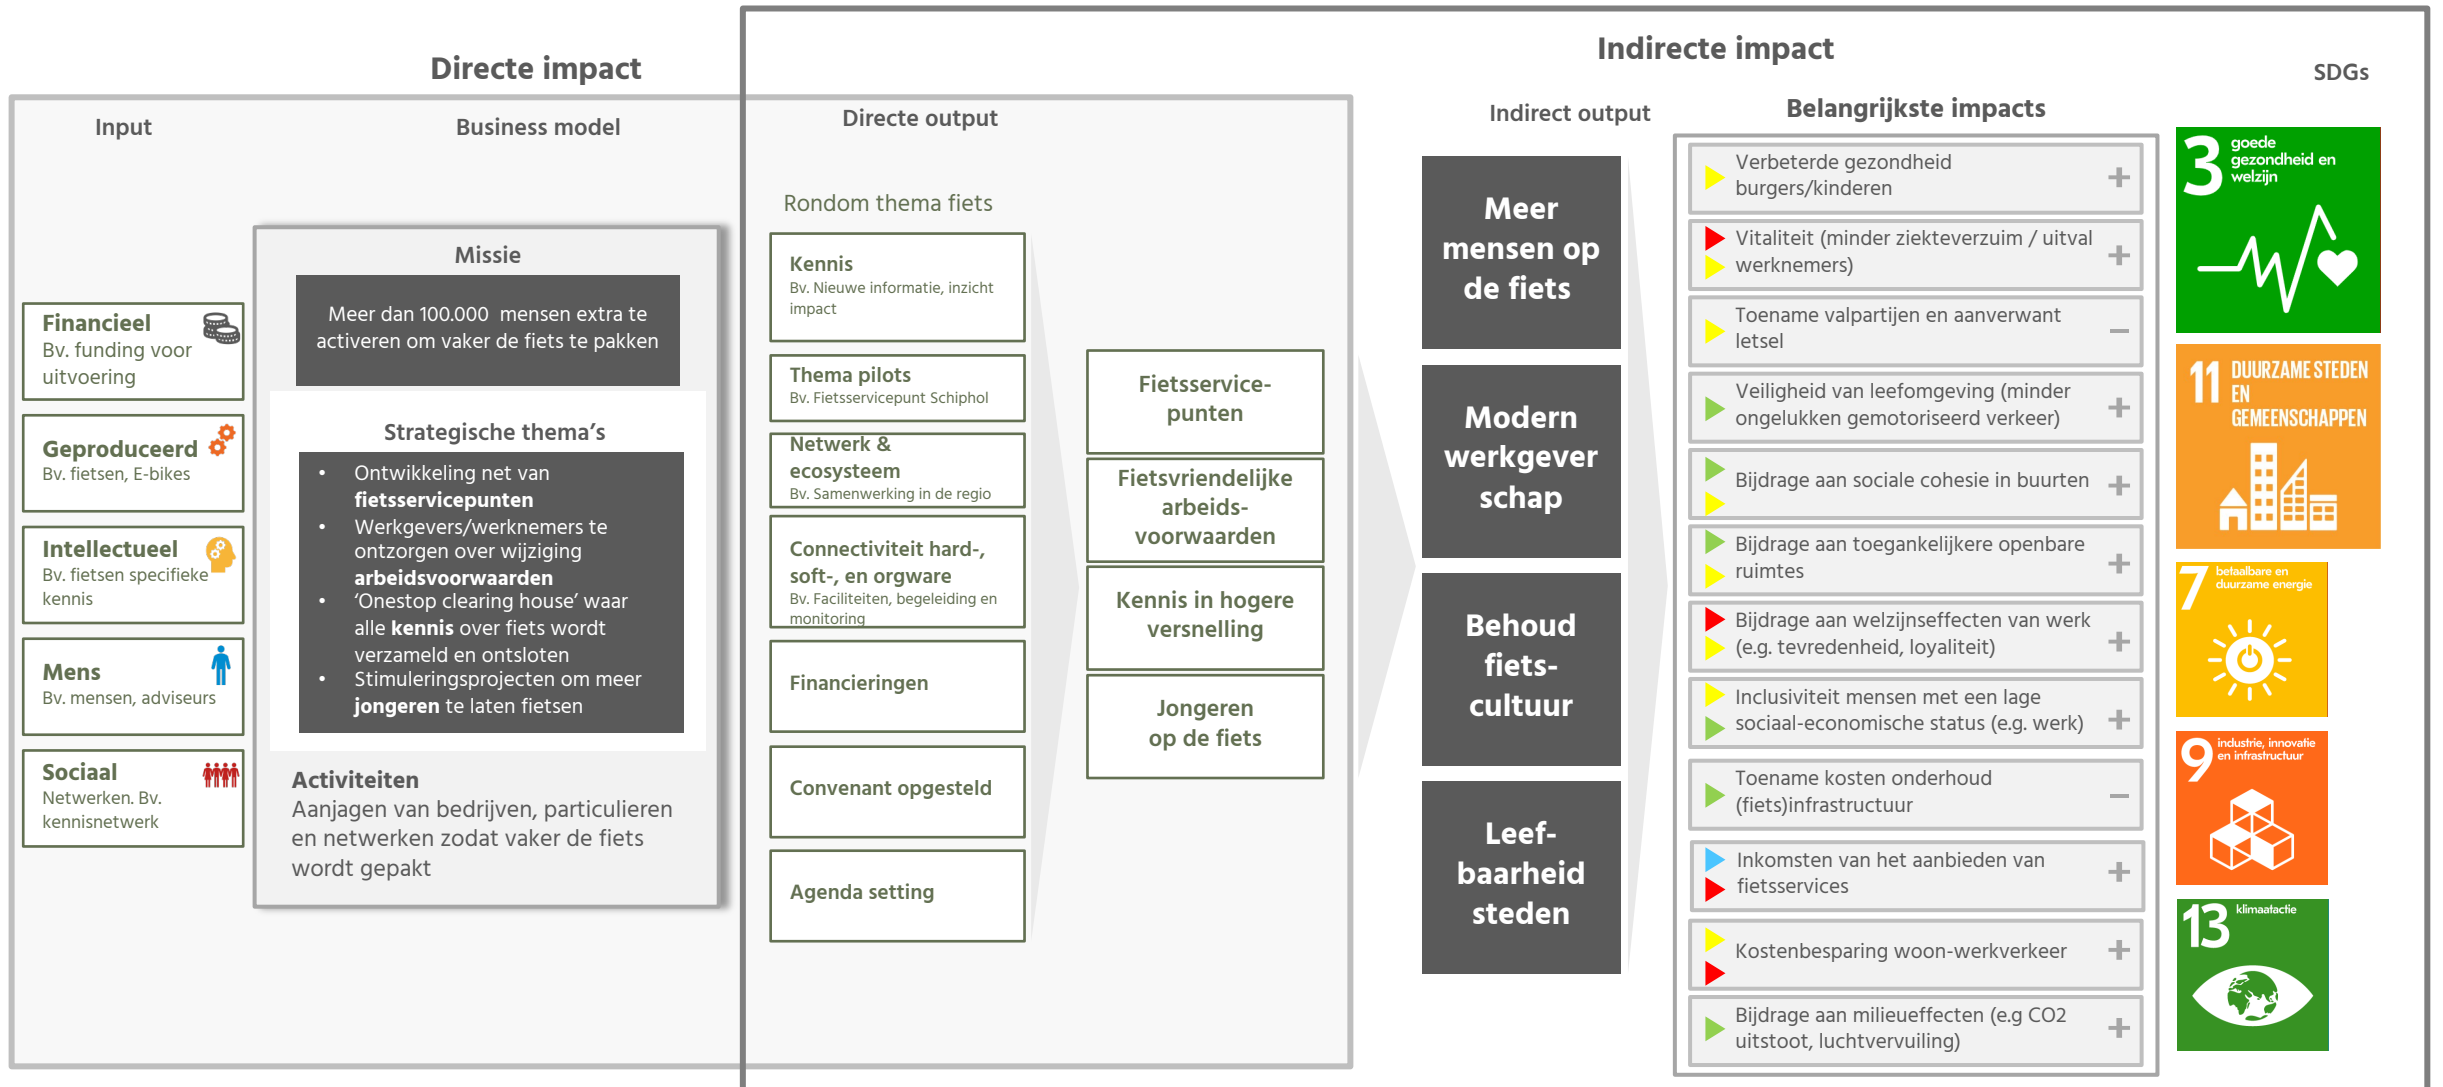 Directe impact
Indirecte impact
SDGs
Input
Business model
Directe output
Indirect output
Belangrijkste impacts
Financieel
Bv. funding voor
uitvoering
Geproduceerd
Bv. fietsen, E-bikes
Intellectueel
Bv. fietsen specifieke
kennis
Mens
Bv. mensen, adviseurs
Sociaal
Netwerken. Bv.
kennisnetwerk
Missie
Meer dan 100.000 mensen extra te
activeren om vaker de fiets te pakken
Strategische thema's
• Ontwikkeling net van
fietsservicepunten
• Werkgevers/werknemers te
ontzorgen over wijziging
arbeidsvoorwaarden
• ‘Onestop clearing house’ waar
alle kennis over fiets wordt
verzameld en ontsloten
• Stimuleringsprojecten om meer
jongeren te laten fietsen
Activiteiten
Aanjagen van bedrijven, particulieren
en netwerken zodat vaker de fiets
wordt gepakt
Rondom thema fiets
Kennis
Bv. Nieuwe informatie, inzicht
impact
Thema pilots
Bv. Fietsservicepunt Schiphol
Netwerk &
ecosysteem
Bv. Samenwerking in de regio
Connectiviteit hard-,
soft-, en orgware
Bv. Faciliteiten, begeleiding en
monitoring
Financieringen
Convenant opgesteld
Agenda setting
Fietsservice-
punten
Fietsvriendelijke
arbeids-
voorwaarden
Kennis in hogere
versnelling
Jongeren
op de fiets
Meer
mensen op
de fiets
Modern
werkgever
schap
Behoud
fiets-
cultuur
Leef-
baarheid
steden
Verbeterde gezondheid
burgers/kinderen
+
Vitaliteit (minder ziekteverzuim / uitval
werknemers)
+
Toename valpartijen en aanverwant
letsel
−
Veiligheid van leefomgeving (minder
ongelukken gemotoriseerd verkeer)
+
Bijdrage aan sociale cohesie in buurten
+
Bijdrage aan toegankelijkere openbare
ruimtes
+
Bijdrage aan welzijnseffecten van werk
(e.g. tevredenheid, loyaliteit)
+
Inclusiviteit mensen met een lage
sociaal-economische status (e.g. werk)
+
Toename kosten onderhoud
(fiets)infrastructuur
−
Inkomsten van het aanbieden van
fietsservices
+
Kostenbesparing woon-werkverkeer
+
Bijdrage aan milieueffecten (e.g CO2
uitstoot, luchtvervuiling)
+
3
goede
gezondheid en
welzijn
11
DUURZAME STEDEN
EN
GEMEENSCHAPPEN
7
betaalbare en
duurzame energie
9
industrie, innovatie
en infrastructuur
13
klimaatactie